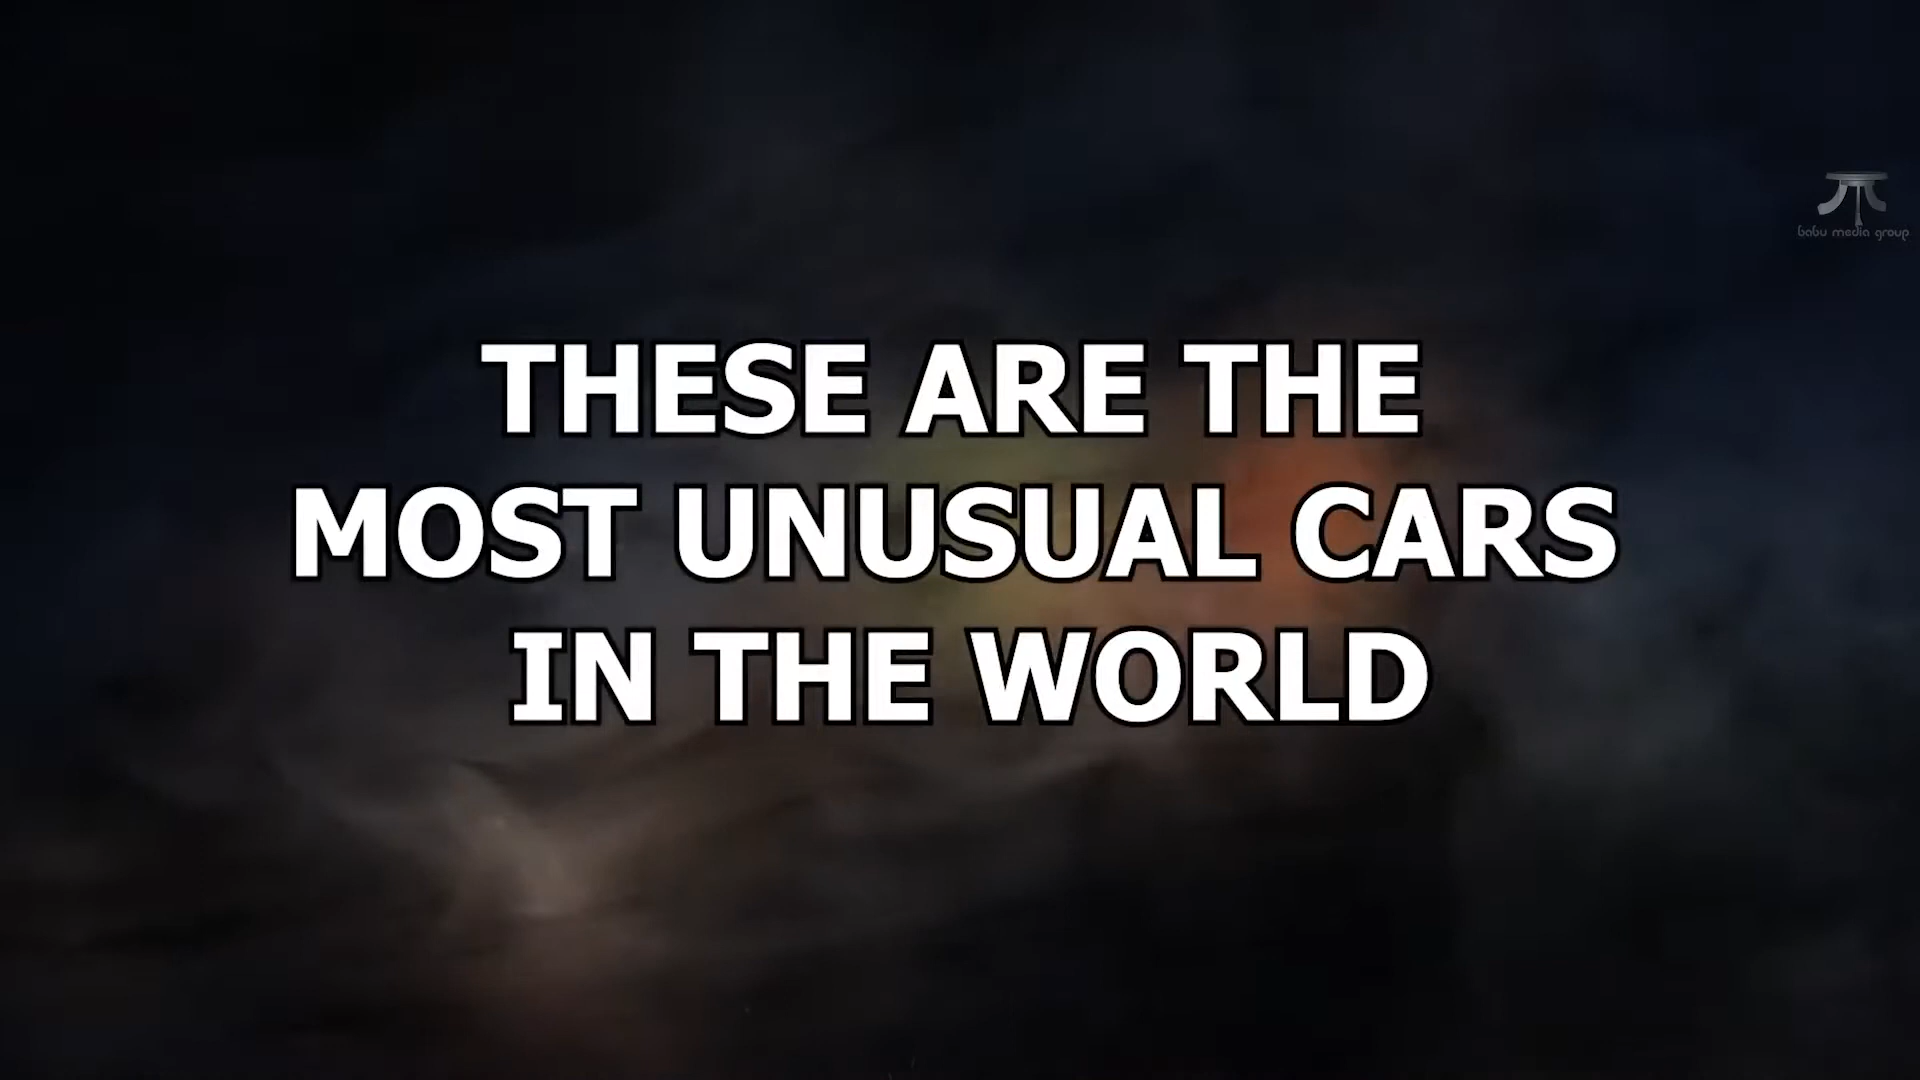 babu media group
THESE ARE THE
MOST UNUSUAL CARS
IN THE WORLD